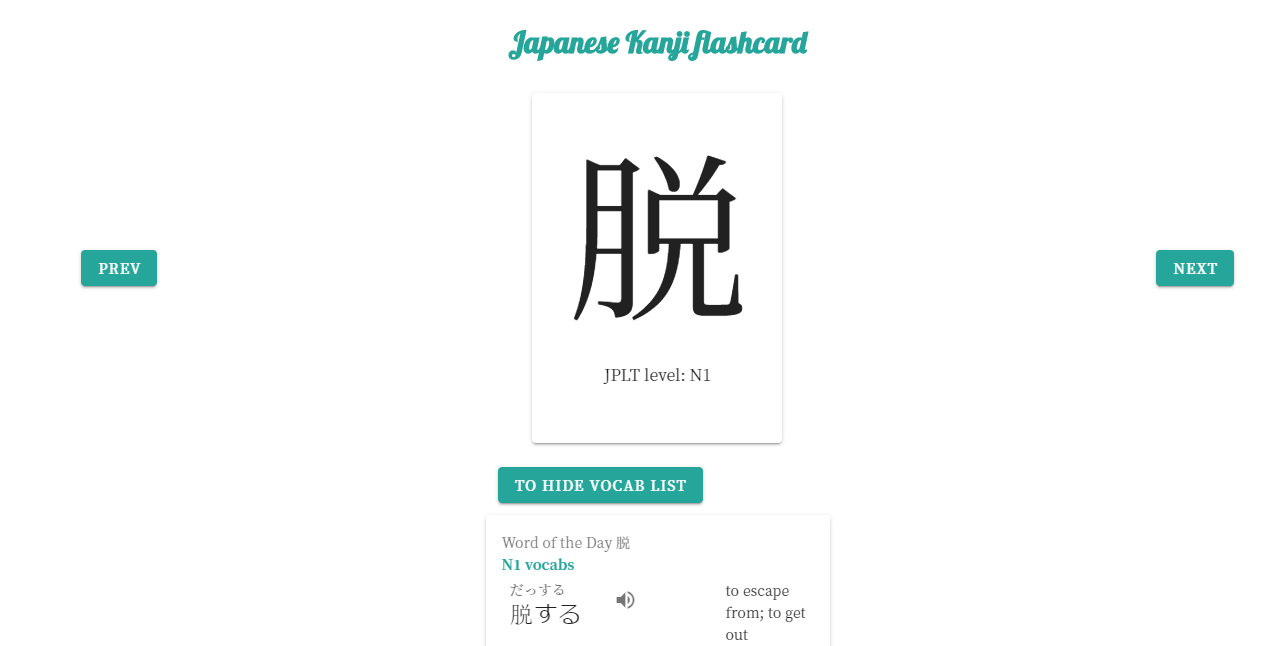 Japanese Kanji flashcard
脱
PREV
NEXT
JPLT level: N1
TO HIDE VOCAB LIST
Word of the Day 脱
N1 vocabs
だっする
脱する
to escape
from; to get
out